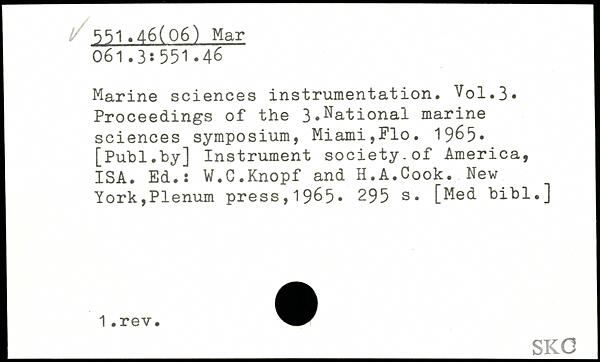 551.46(06) Mar
061.3:551.46
Marine sciences instrumentation. Vol.3.
Proceedings of the 3.National marine
sciences symposium, Miami,Flo. 1965.
[Publ.by] Instrument society of America,
ISA. Ed.: W.C.Knopf and H.A.Cook. New
York,Plenum press,1965. 295 s. [Med bibl.]
1.rev.
SKC